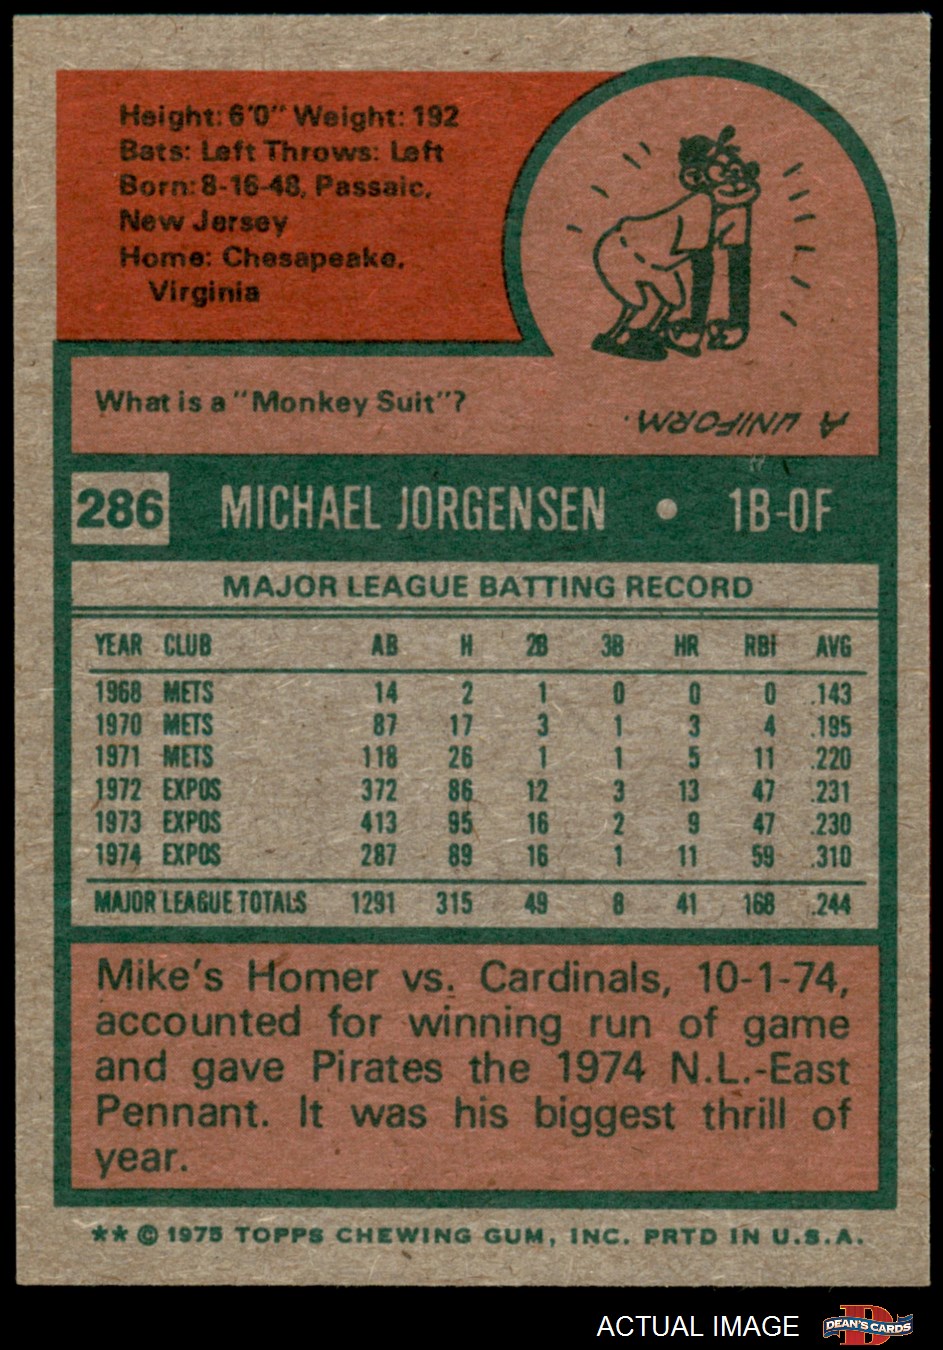 Height: 6'0" Weight: 192
Bats: Left Throws: Left
Born: 8-16-48, Passaic,
New Jersey
Home: Chesapeake,
Virginia
What is a "Monkey Suit"?
A UNIFORM.
286 MICHAEL JORGENSEN • 1B-OF
MAJOR LEAGUE BATTING RECORD
YEAR CLUB AB H 2B 3B HR RBI AVG
1968 METS 14 2 1 0 0 0 .143
1970 METS 87 17 3 1 3 4 .195
1971 METS 118 26 1 1 5 11 .220
1972 EXPOS 372 86 12 3 13 47 .231
1973 EXPOS 413 95 16 2 9 47 .230
1974 EXPOS 287 89 16 1 11 59 .310
MAJOR LEAGUE TOTALS 1291 315 49 8 41 168 .244
Mike's Homer vs. Cardinals, 10-1-74,
accounted for winning run of game
and gave Pirates the 1974 N.L.-East
Pennant. It was his biggest thrill of
year.
** © 1975 TOPPS CHEWING GUM, INC. PRTD IN U.S.A.
ACTUAL IMAGE
D
DEAN'S CARDS